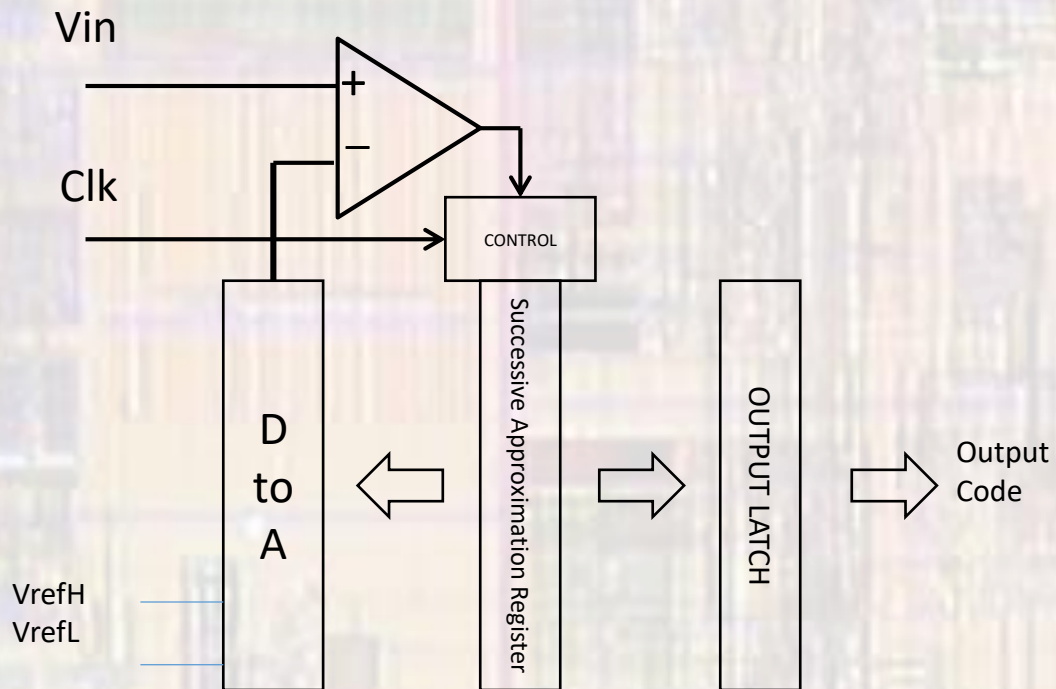 Vin
+
–
Clk
CONTROL
Successive Approximation Register
D
to
A
OUTPUT LATCH
Output
Code
VrefH
VrefL